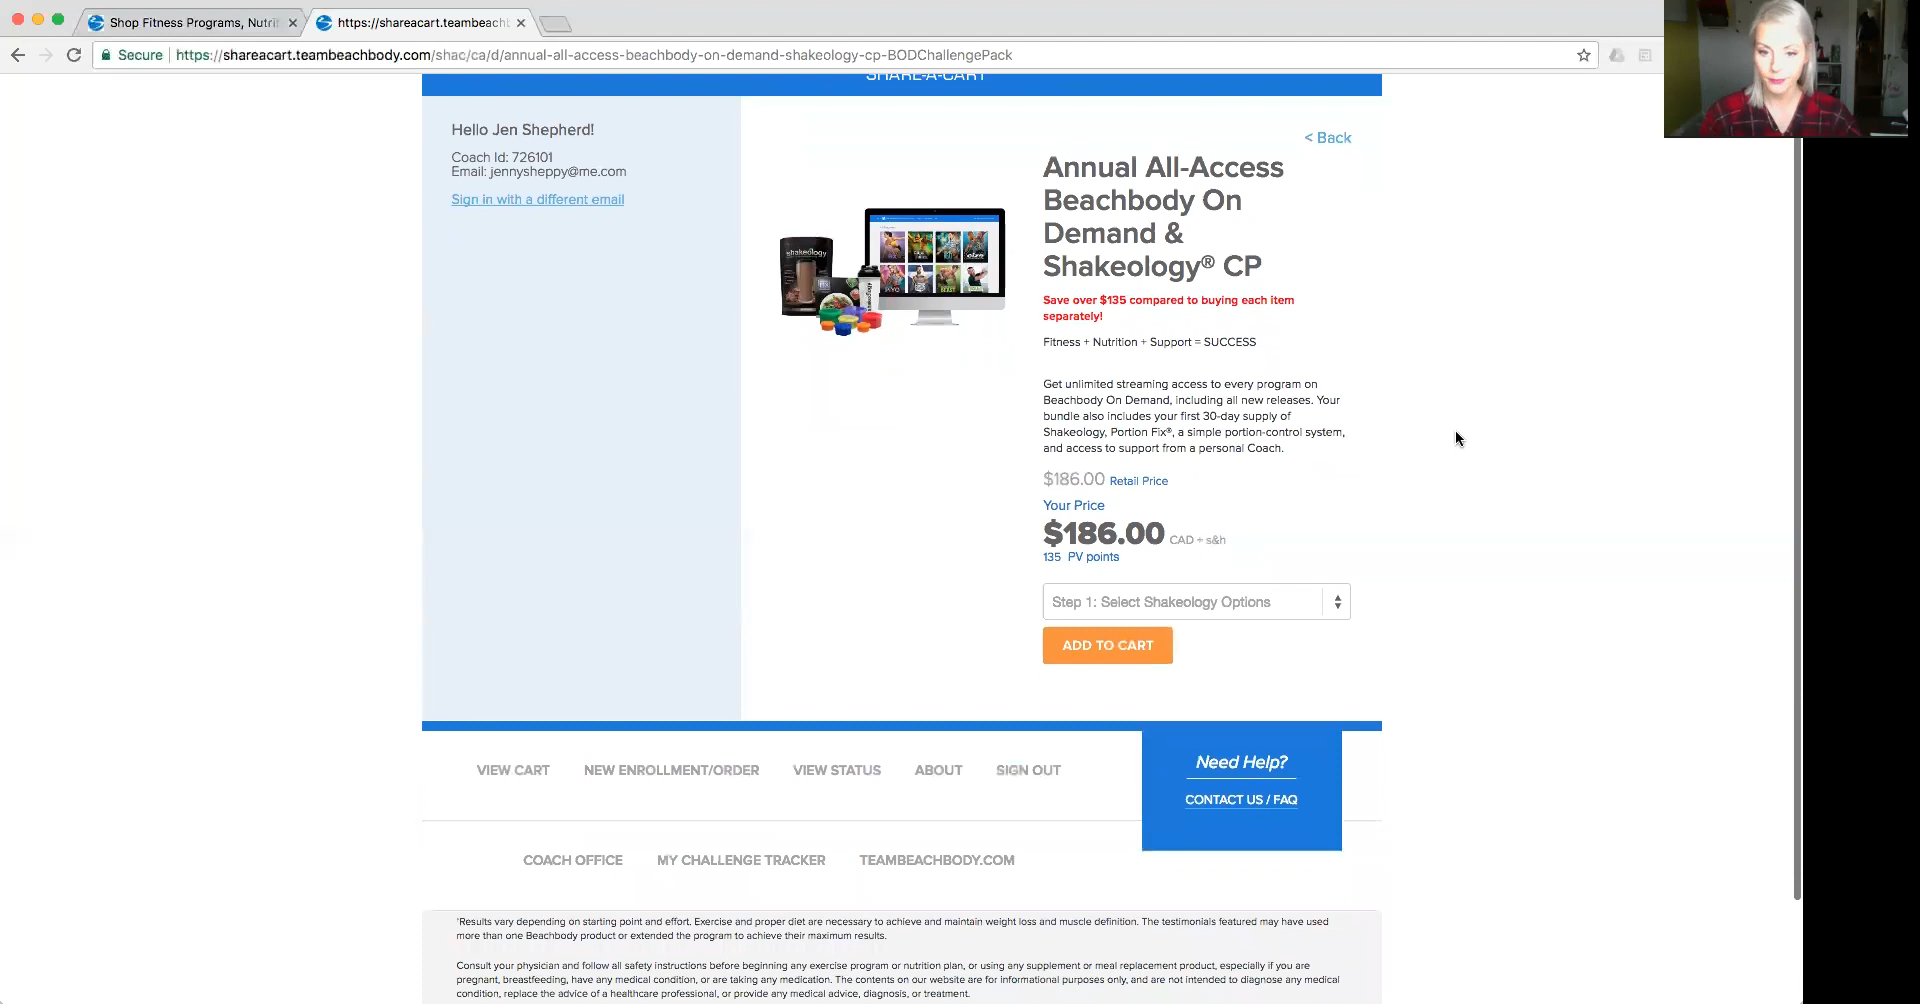 Shop Fitness Programs, Nutri
https://shareacart.teambeach
Secure
https://shareacart.teambeachbody.com/shac/ca/d/annual-all-access-beachbody-on-demand-shakeology-cp-BODChallengePack
SHARE-A-CART
Hello Jen Shepherd!
Coach Id: 726101
Email: jennysheppy@me.com
Sign in with a different email
< Back
Annual All-Access
Beachbody On
Demand &
Shakeology® CP
shakeology
Save over $135 compared to buying each item
separately!
Fitness + Nutrition + Support = SUCCESS
Get unlimited streaming access to every program on
Beachbody On Demand, including all new releases. Your
bundle also includes your first 30-day supply of
Shakeology, Portion Fix®, a simple portion-control system,
and access to support from a personal Coach.
$186.00 Retail Price
Your Price
$186.00 CAD + s&h
135 PV points
Step 1: Select Shakeology Options
ADD TO CART
VIEW CART
NEW ENROLLMENT/ORDER
VIEW STATUS
ABOUT
SIGN OUT
Need Help?
CONTACT US / FAQ
COACH OFFICE
MY CHALLENGE TRACKER
TEAMBEACHBODY.COM
*Results vary depending on starting point and effort. Exercise and proper diet are necessary to achieve and maintain weight loss and muscle definition. The testimonials featured may have used
more than one Beachbody product or extended the program to achieve their maximum results.
Consult your physician and follow all safety instructions before beginning any exercise program or nutrition plan, or using any supplement or meal replacement product, especially if you are
pregnant, breastfeeding, have any medical condition, or are taking any medication. The contents on our website are for informational purposes only, and are not intended to diagnose any medical
condition, replace the advice of a healthcare professional, or provide any medical advice, diagnosis, or treatment.